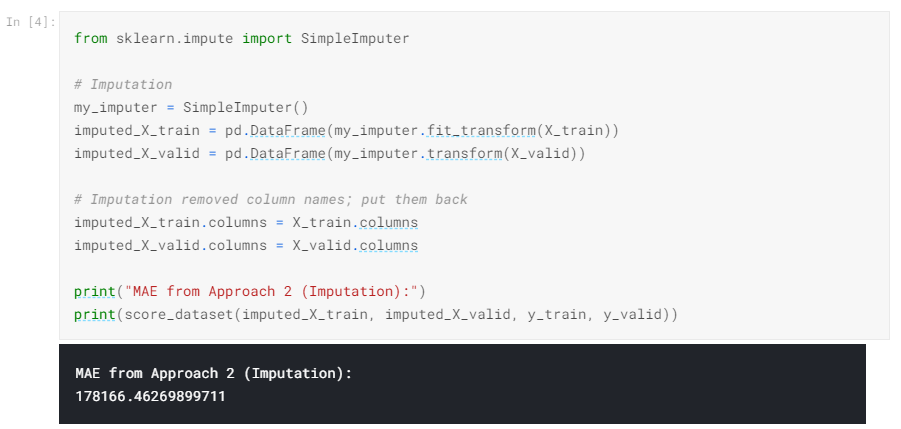 In [4]:
from sklearn.impute import SimpleImputer
# Imputation
my_imputer = SimpleImputer()
imputed_X_train = pd.DataFrame(my_imputer.fit_transform(X_train))
imputed_X_valid = pd.DataFrame(my_imputer.transform(X_valid))
# Imputation removed column names; put them back
imputed_X_train.columns = X_train.columns
imputed_X_valid.columns = X_valid.columns
print("MAE from Approach 2 (Imputation):")
print(score_dataset(imputed_X_train, imputed_X_valid, y_train, y_valid))
MAE from Approach 2 (Imputation):
178166.46269899711